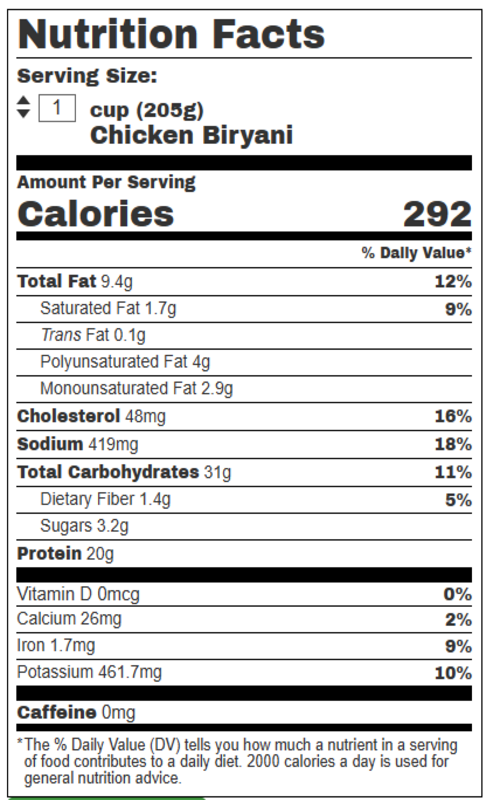 Nutrition Facts
Serving Size:
1 cup (205g)
Chicken Biryani
Amount Per Serving
Calories 292
% Daily Value*
Total Fat 9.4g 12%
Saturated Fat 1.7g 9%
Trans Fat 0.1g
Polyunsaturated Fat 4g
Monounsaturated Fat 2.9g
Cholesterol 48mg 16%
Sodium 419mg 18%
Total Carbohydrates 31g 11%
Dietary Fiber 1.4g 5%
Sugars 3.2g
Protein 20g
Vitamin D 0mcg 0%
Calcium 26mg 2%
Iron 1.7mg 9%
Potassium 461.7mg 10%
Caffeine 0mg
*The % Daily Value (DV) tells you how much a nutrient in a serving
of food contributes to a daily diet. 2000 calories a day is used for
general nutrition advice.